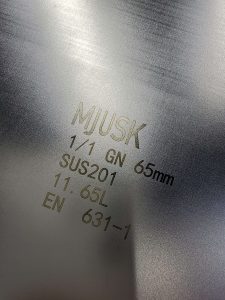 MJUSK
1/1 GN 65mm
SUS201
11.65L
EN 631-1